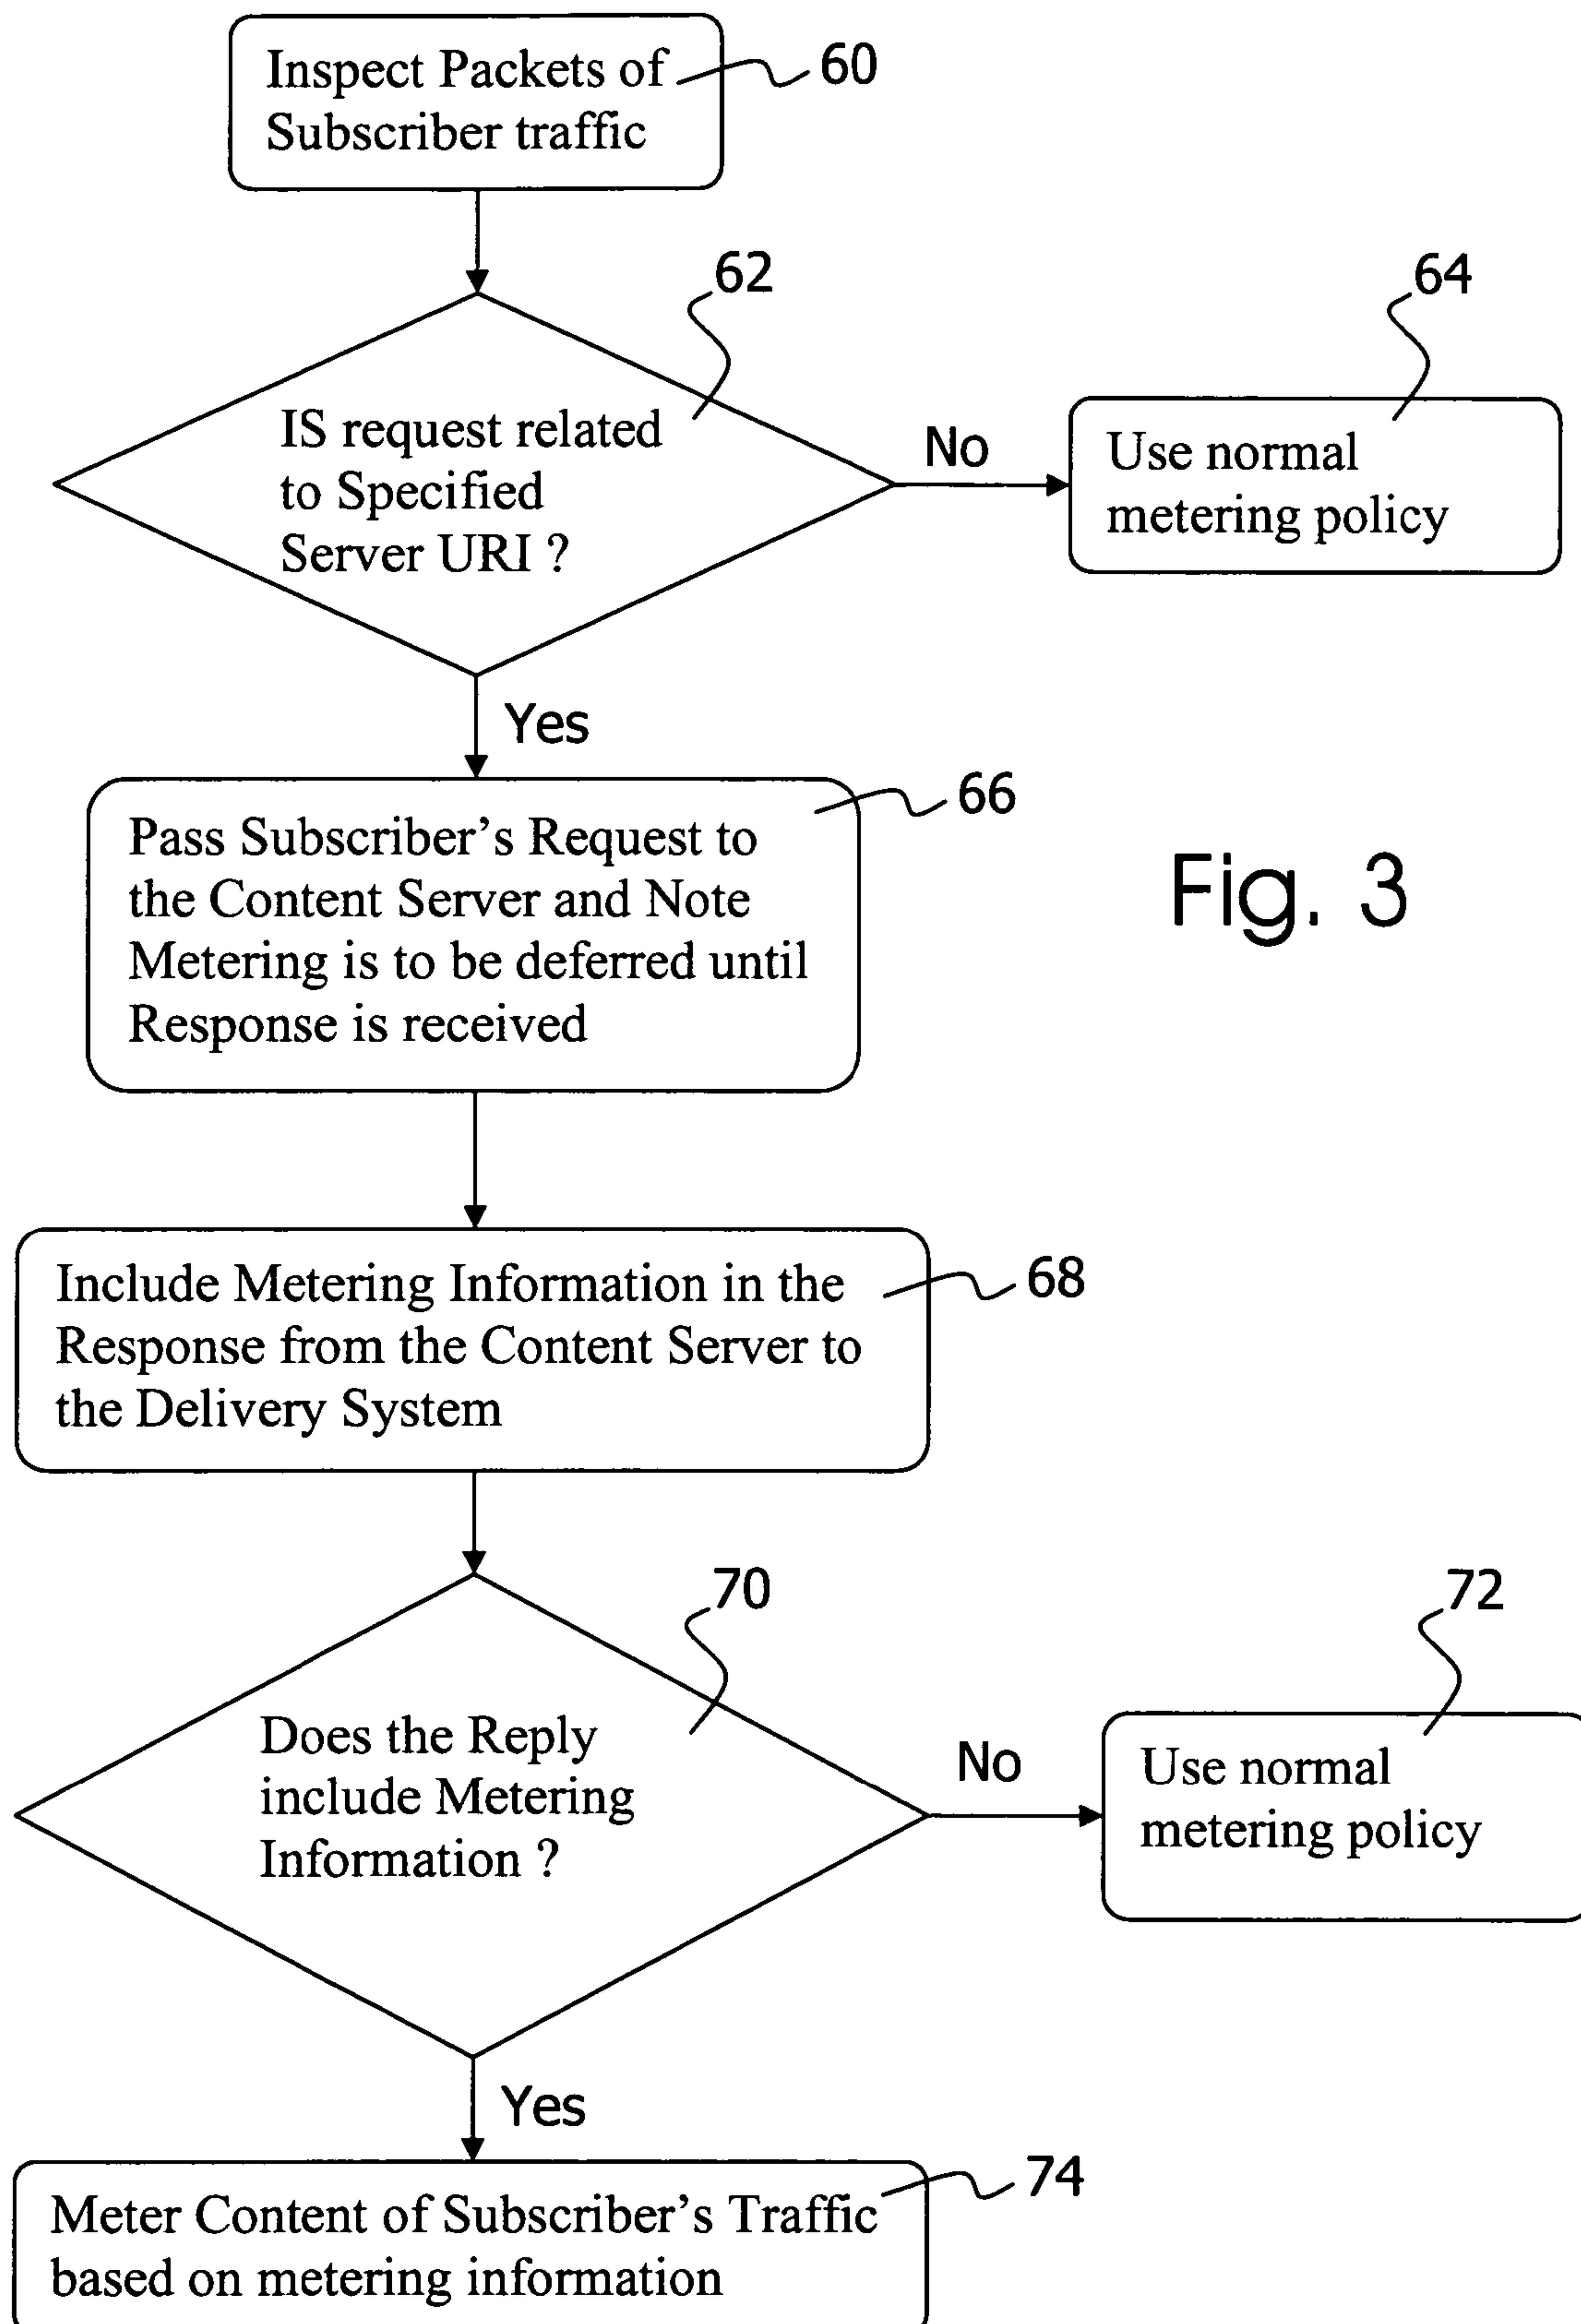 Inspect Packets of
Subscriber traffic
60
62
64
IS request related
to Specified
Server URI ?
No
Use normal
metering policy
Yes
66
Pass Subscriber's Request to
the Content Server and Note
Metering is to be deferred until
Response is received
Fig. 3
68
Include Metering Information in the
Response from the Content Server to
the Delivery System
70
72
Does the Reply
include Metering
Information ?
No
Use normal
metering policy
Yes
74
Meter Content of Subscriber's Traffic
based on metering information